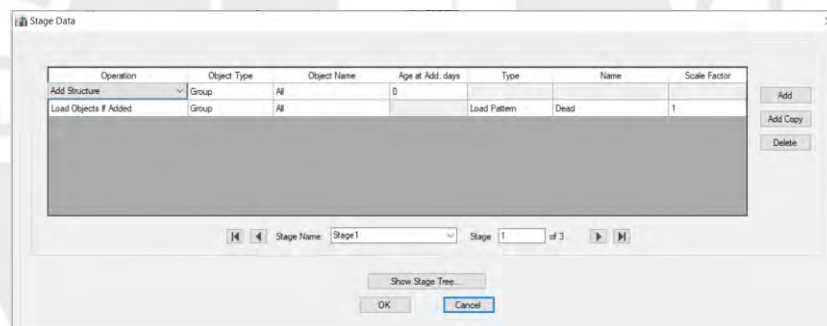 Stage Data
Operation Object Type Object Name Age at Add, days Type Name Scale Factor
Add Structure Group All 0
Load Objects If Added Group All Load Pattern Dead 1
Add
Add Copy
Delete
Stage Name: Stage1 Stage 1 of 3
Show Stage Tree...
OK Cancel